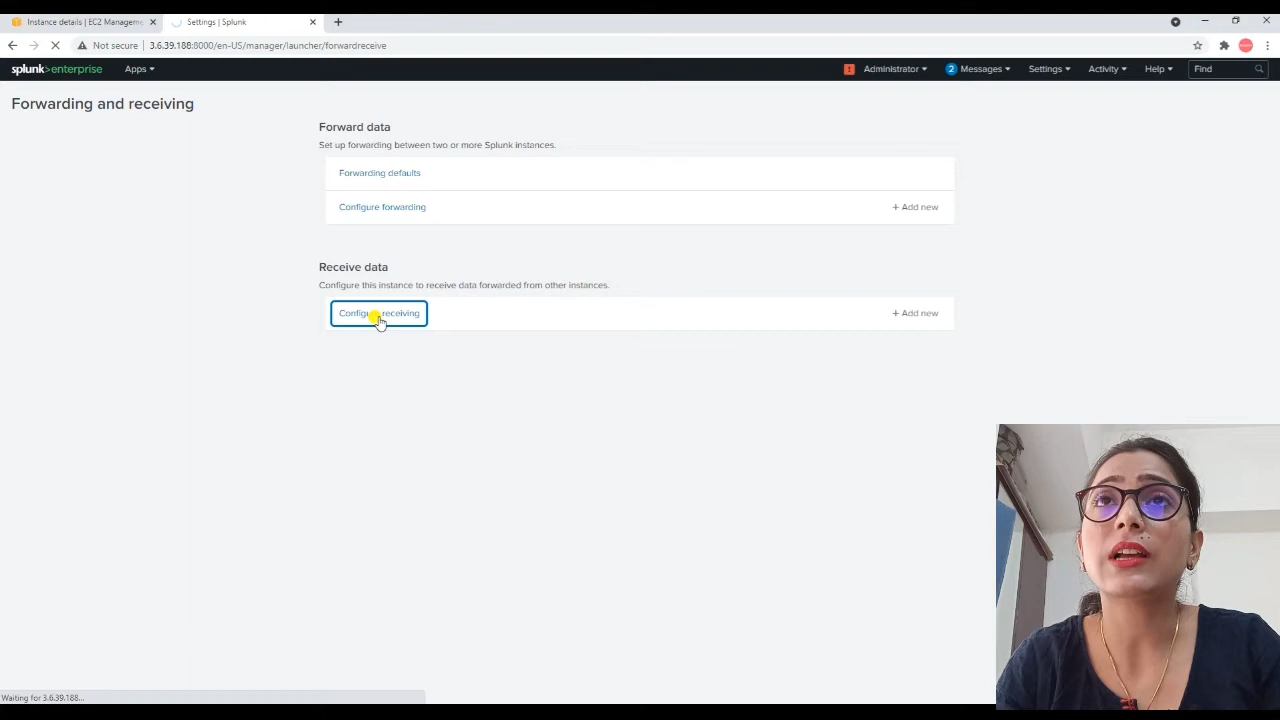 Instance details | EC2 Manageme
Settings | Splunk
Not secure
3.6.39.188:8000/en-US/manager/launcher/forwardreceive
splunk>enterprise
Apps
Administrator
2 Messages
Settings
Activity
Help
Find
Forwarding and receiving
Forward data
Set up forwarding between two or more Splunk instances.
Forwarding defaults
Configure forwarding
+ Add new
Receive data
Configure this instance to receive data forwarded from other instances.
Configure receiving
+ Add new
Waiting for 3.6.39.188...